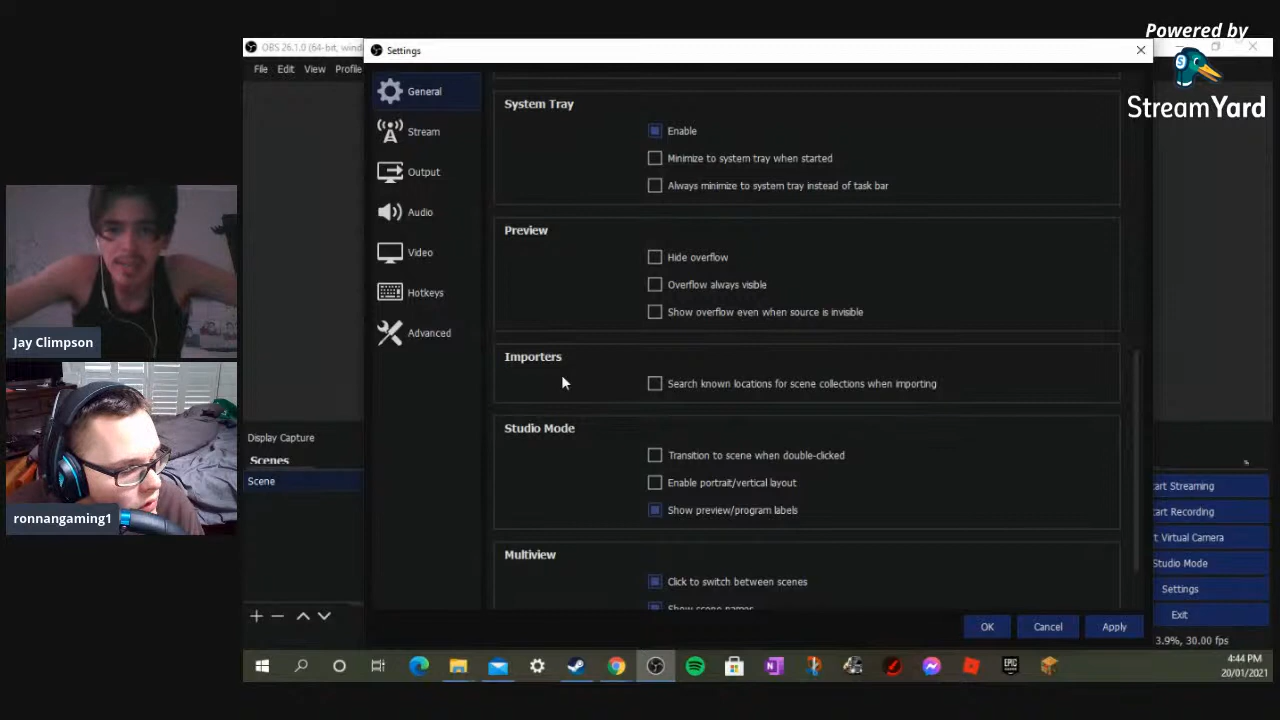 Powered by
StreamYard
OBS 26.1.0 (64-bit, wind
Settings
File Edit View Profile
General
Stream
Output
Audio
Video
Hotkeys
Advanced
System Tray
Enable
Minimize to system tray when started
Always minimize to system tray instead of task bar
Preview
Hide overflow
Overflow always visible
Show overflow even when source is invisible
Importers
Search known locations for scene collections when importing
Studio Mode
Transition to scene when double-clicked
Enable portrait/vertical layout
Show preview/program labels
Multiview
Click to switch between scenes
Show scene names
OK Cancel Apply
Jay Climpson
ronnangaming1
Display Capture
Scenes
Scene
art Streaming
art Recording
t Virtual Camera
Studio Mode
Settings
Exit
3.9%, 30.00 fps
EPIC
4:44 PM
20/01/2021